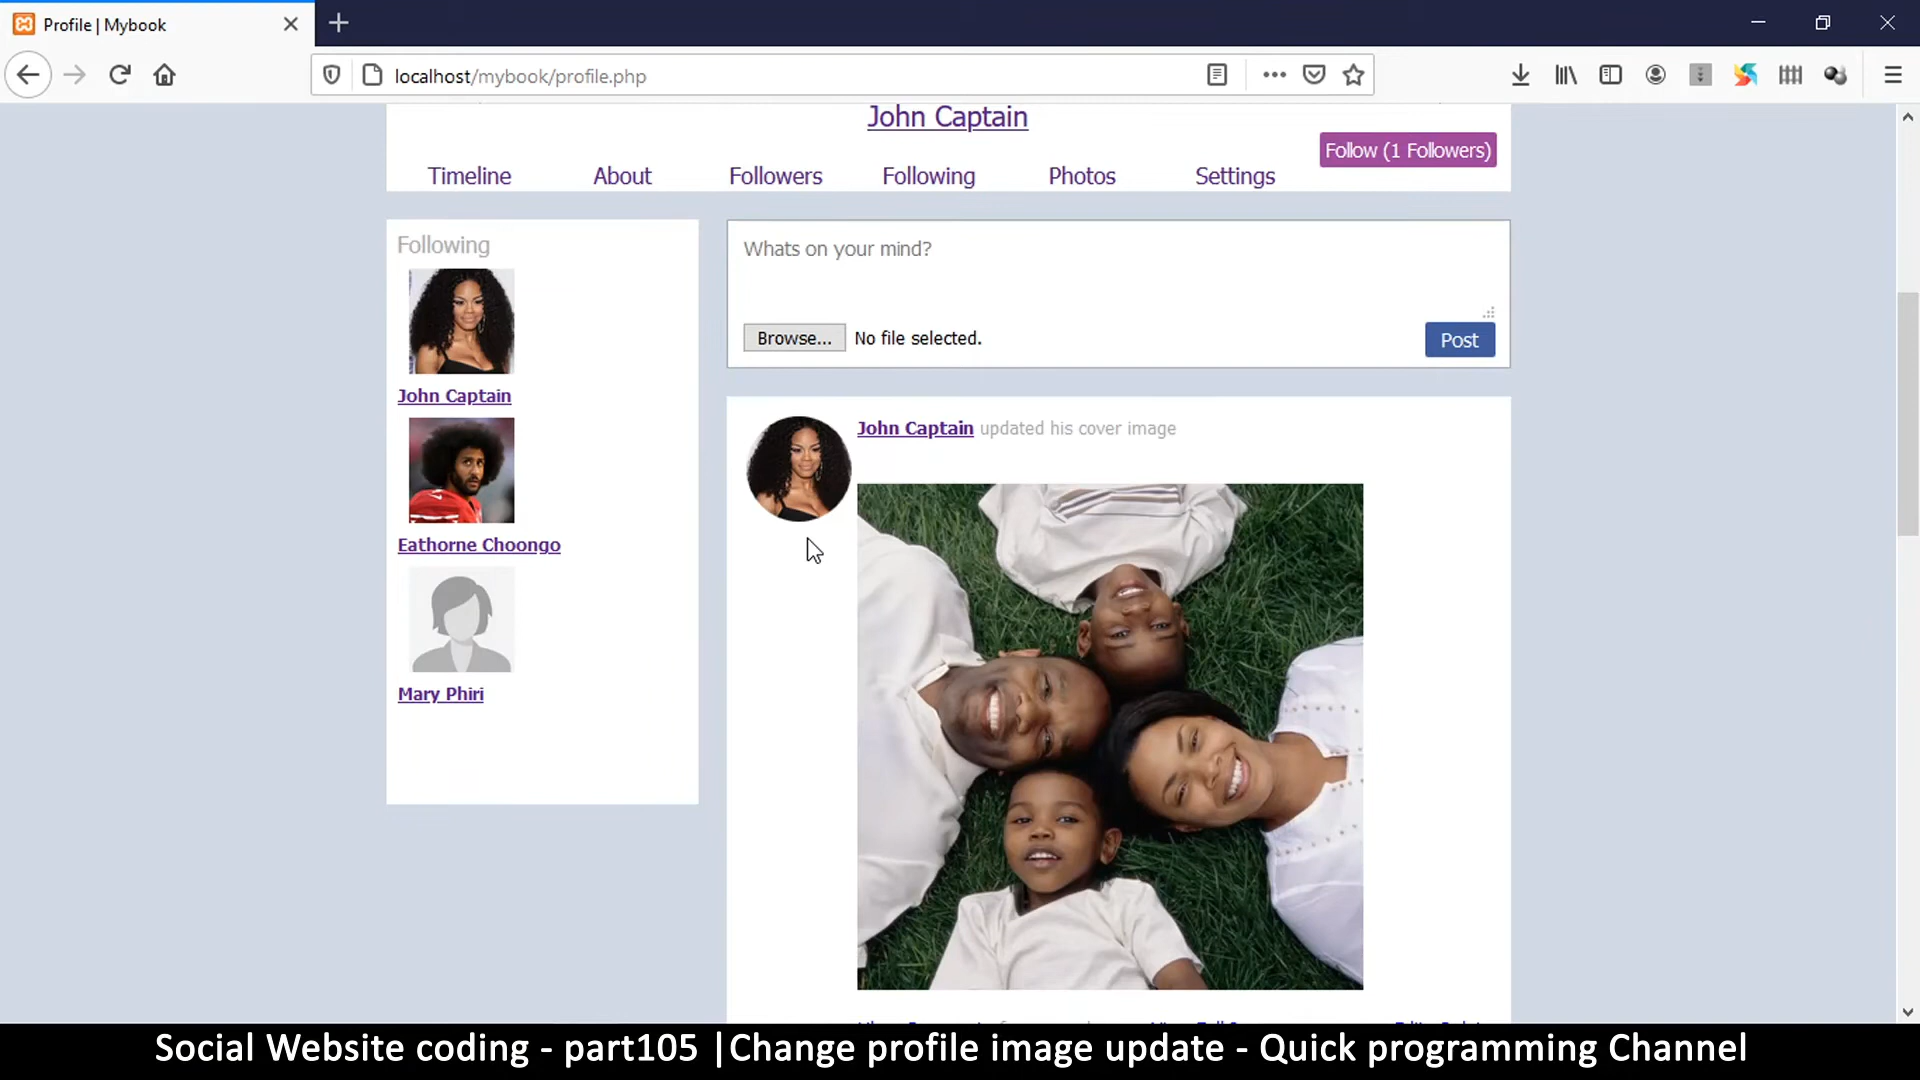 Profile | Mybook
localhost/mybook/profile.php
John Captain
Follow (1 Followers)
Timeline About Followers Following Photos Settings
Following
John Captain
Eathorne Choongo
Mary Phiri
Whats on your mind?
Browse... No file selected.
Post
John Captain updated his cover image
Social Website coding - part105 |Change profile image update - Quick programming Channel